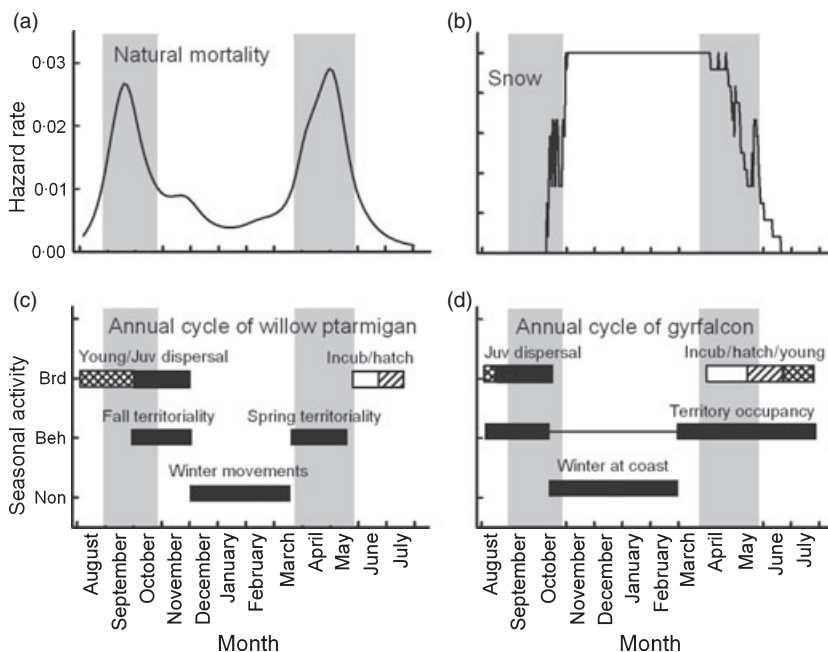 (a)
Natural mortality
Hazard rate
0·03
0·02
0·01
0·00
(b)
Snow
(c)
Annual cycle of willow ptarmigan
Young/Juv dispersal
Incub/hatch
Brd
Fall territoriality
Spring territoriality
Beh
Winter movements
Non
Seasonal activity
August
September
October
November
December
January
February
March
April
May
June
July
Month
(d)
Annual cycle of gyrfalcon
Juv dispersal
Incub/hatch/young
Territory occupancy
Winter at coast
August
September
October
November
December
January
February
March
April
May
June
July
Month